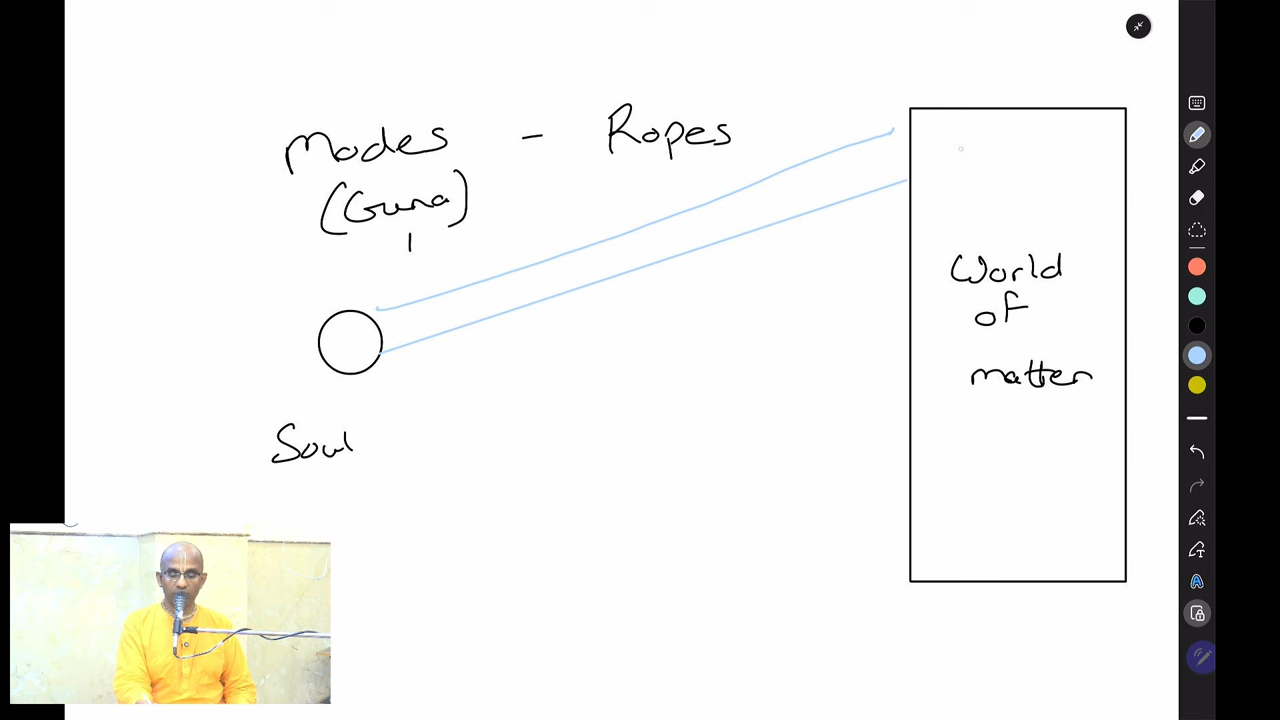 Modes - Ropes
(Guna)
World
of
matter
Soul